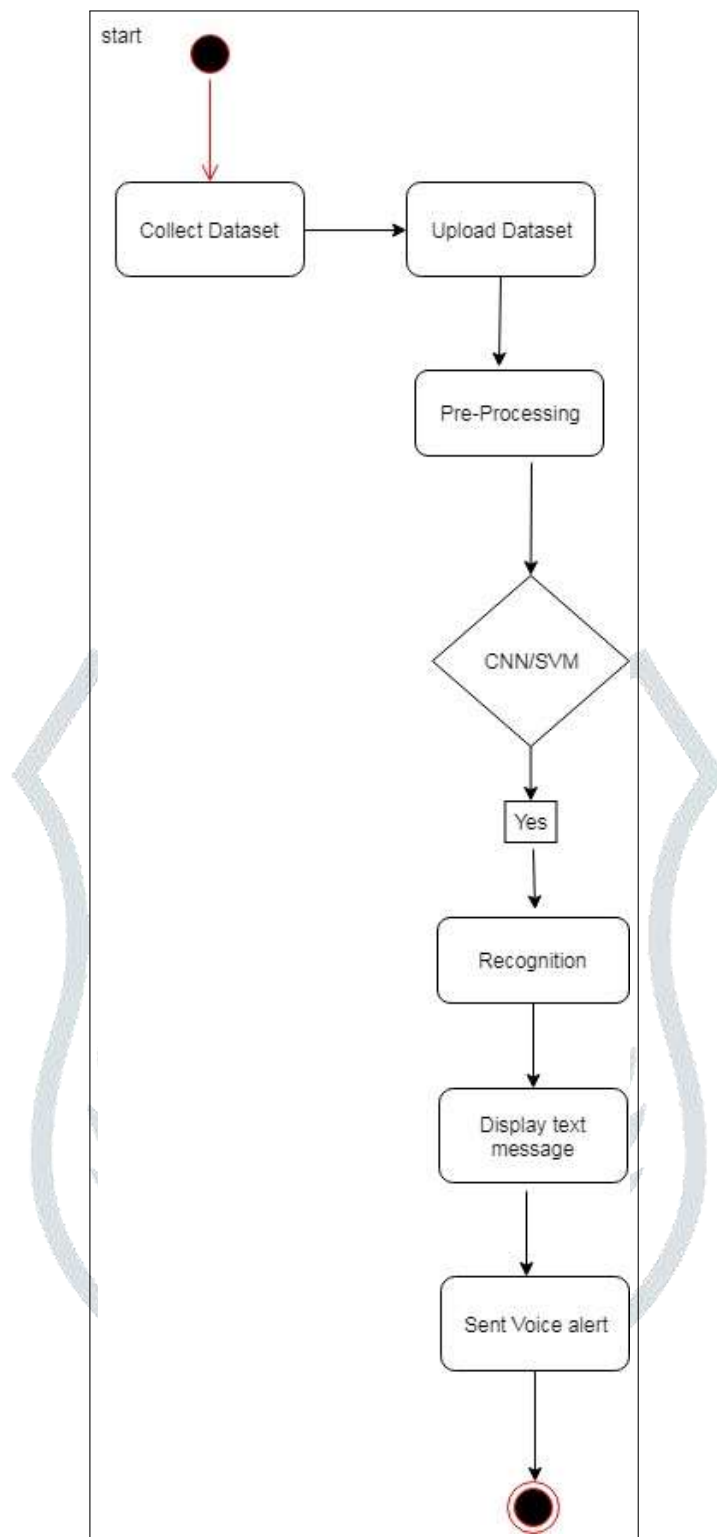 start
Collect Dataset
Upload Dataset
Pre-Processing
CNN/SVM
Yes
Recognition
Display text
message
Sent Voice alert